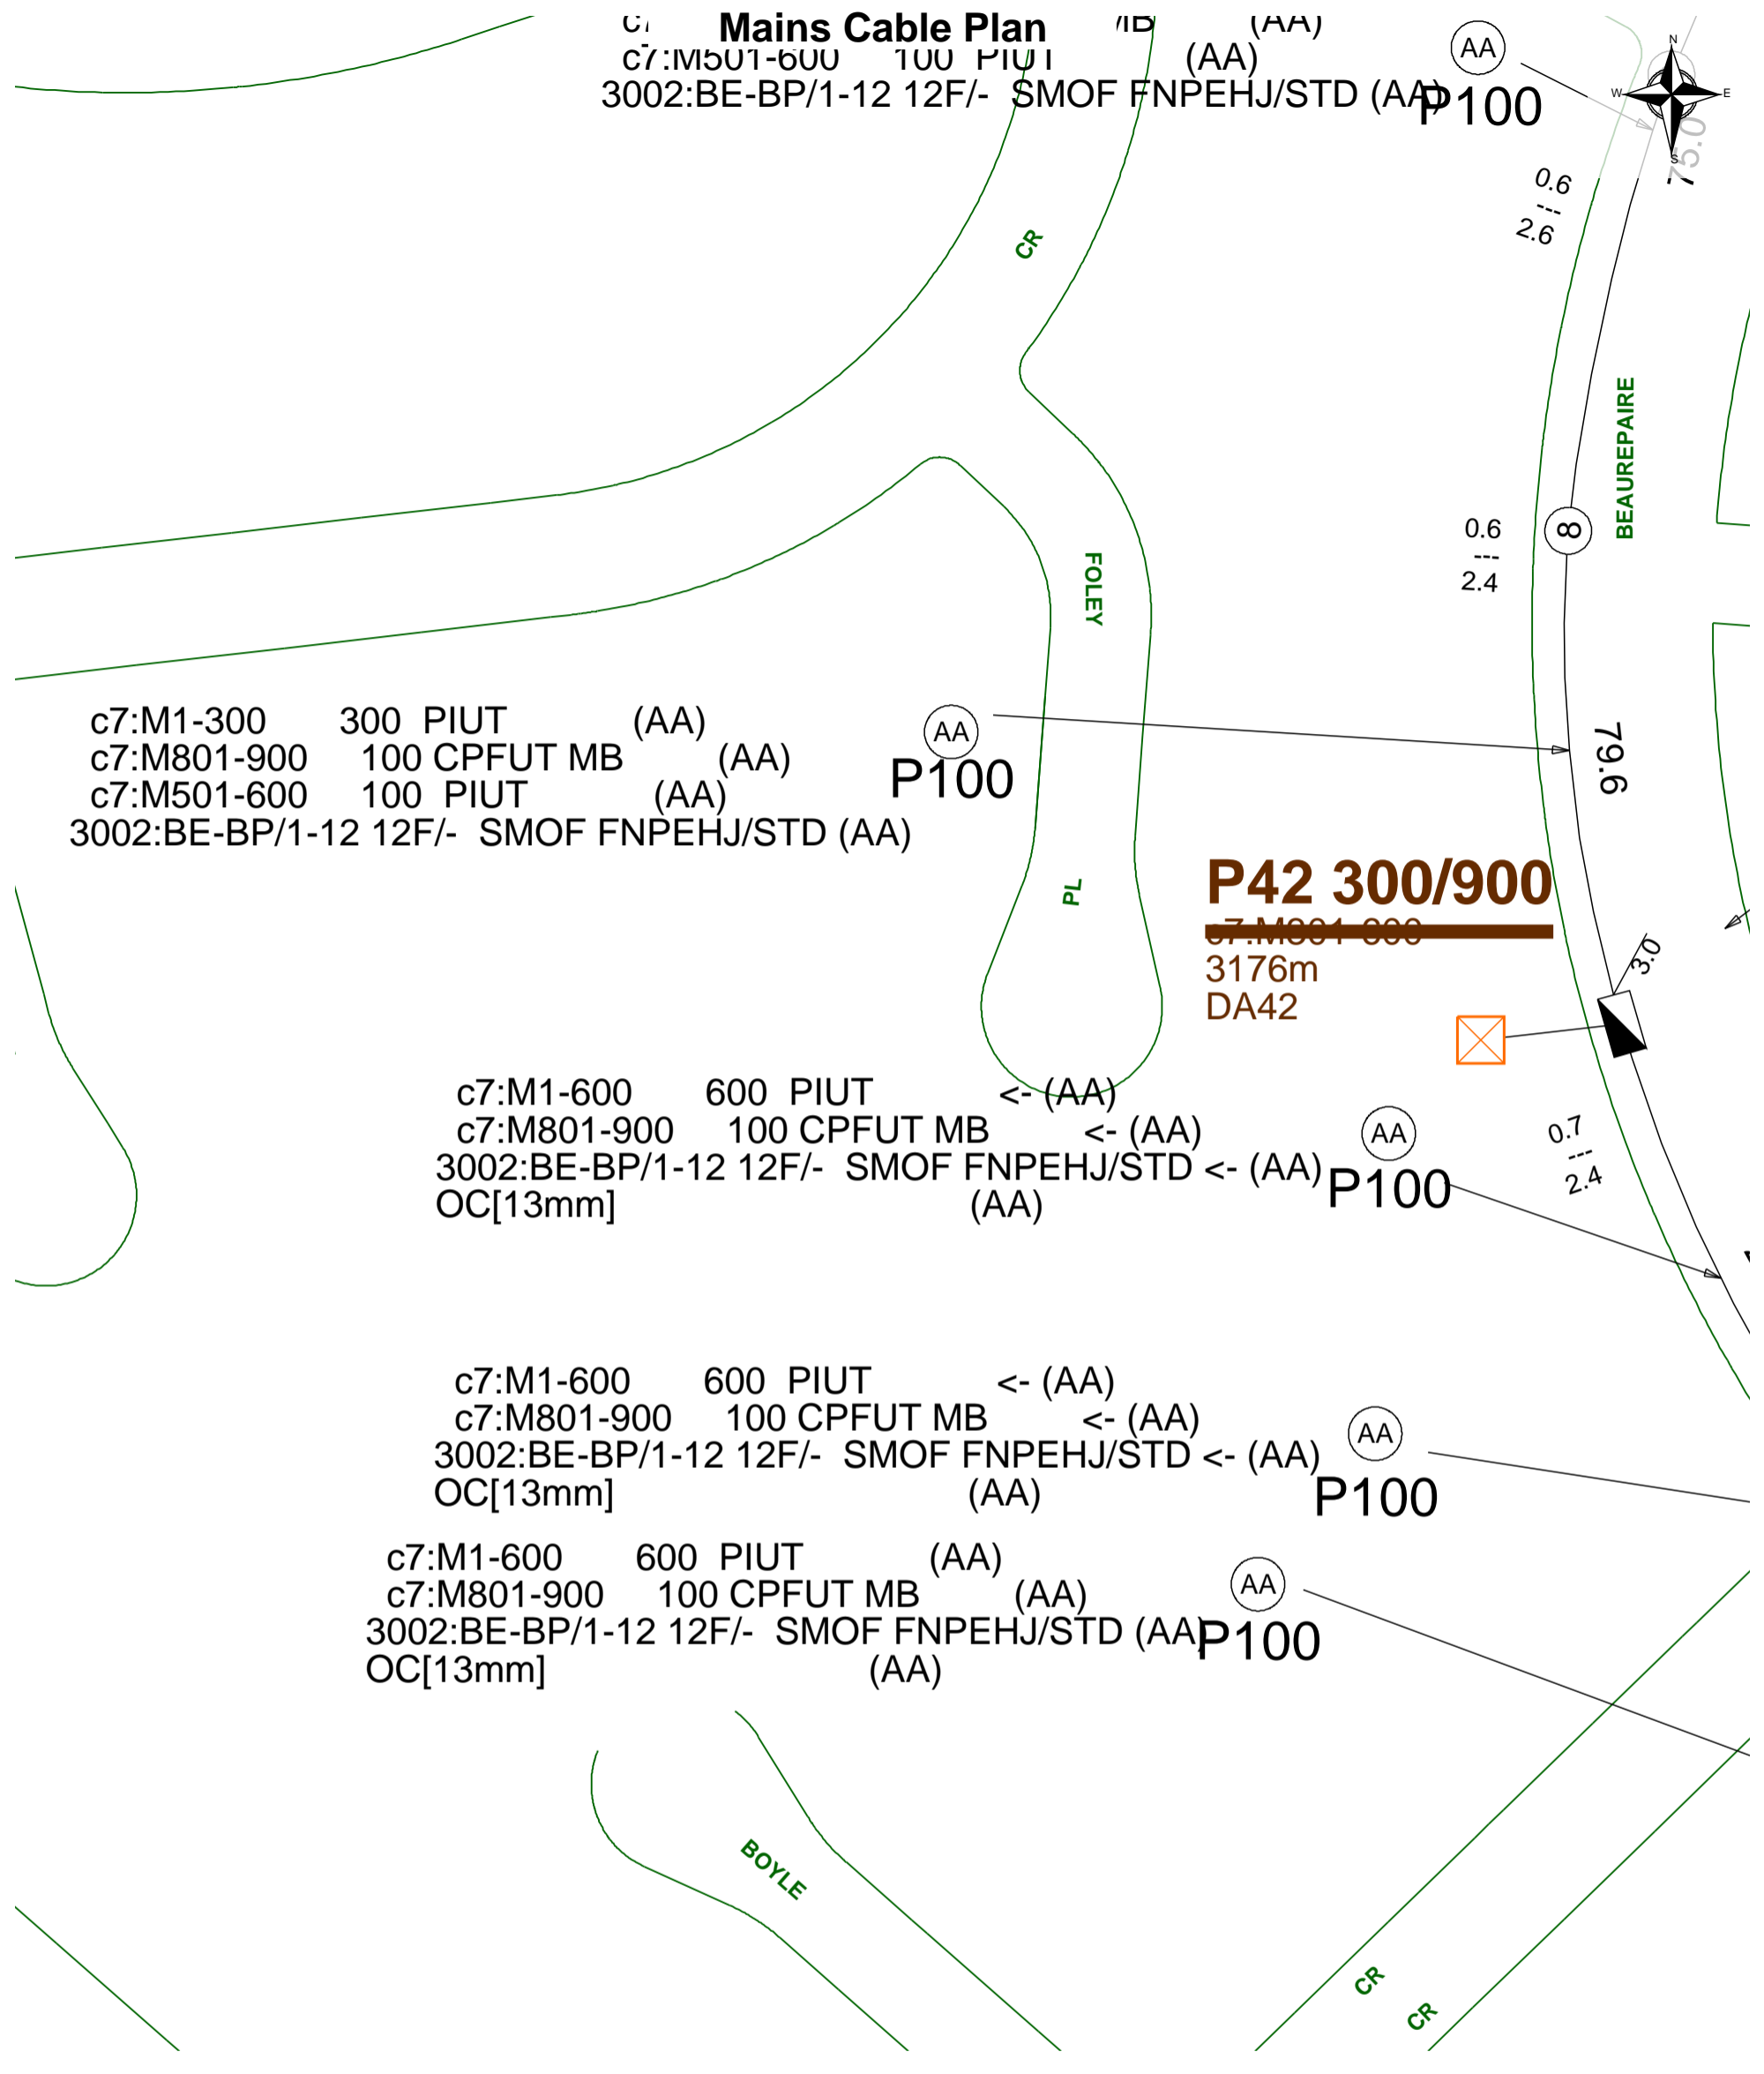 Mains Cable Plan
(AA)
c7:M501-600 100 PIUT (AA)
3002:BE-BP/1-12 12F/- SMOF FNPEHJ/STD (AA)
AA
P100
N
W
E
S
75.0
0.6
---
2.6
CR
BEAUREPAIRE
8
0.6
---
2.4
FOLEY
c7:M1-300 300 PIUT (AA)
c7:M801-900 100 CPFUT MB (AA)
c7:M501-600 100 PIUT (AA)
3002:BE-BP/1-12 12F/- SMOF FNPEHJ/STD (AA)
AA
P100
79.6
PL
P42 300/900
3176m
DA42
3.0
c7:M1-600 600 PIUT <- (AA)
c7:M801-900 100 CPFUT MB <- (AA)
3002:BE-BP/1-12 12F/- SMOF FNPEHJ/STD <- (AA)
OC[13mm] (AA)
AA
P100
0.7
---
2.4
c7:M1-600 600 PIUT <- (AA)
c7:M801-900 100 CPFUT MB <- (AA)
3002:BE-BP/1-12 12F/- SMOF FNPEHJ/STD <- (AA)
OC[13mm] (AA)
AA
P100
c7:M1-600 600 PIUT (AA)
c7:M801-900 100 CPFUT MB (AA)
3002:BE-BP/1-12 12F/- SMOF FNPEHJ/STD (AA)
OC[13mm] (AA)
AA
P100
BOYLE
CR
CR